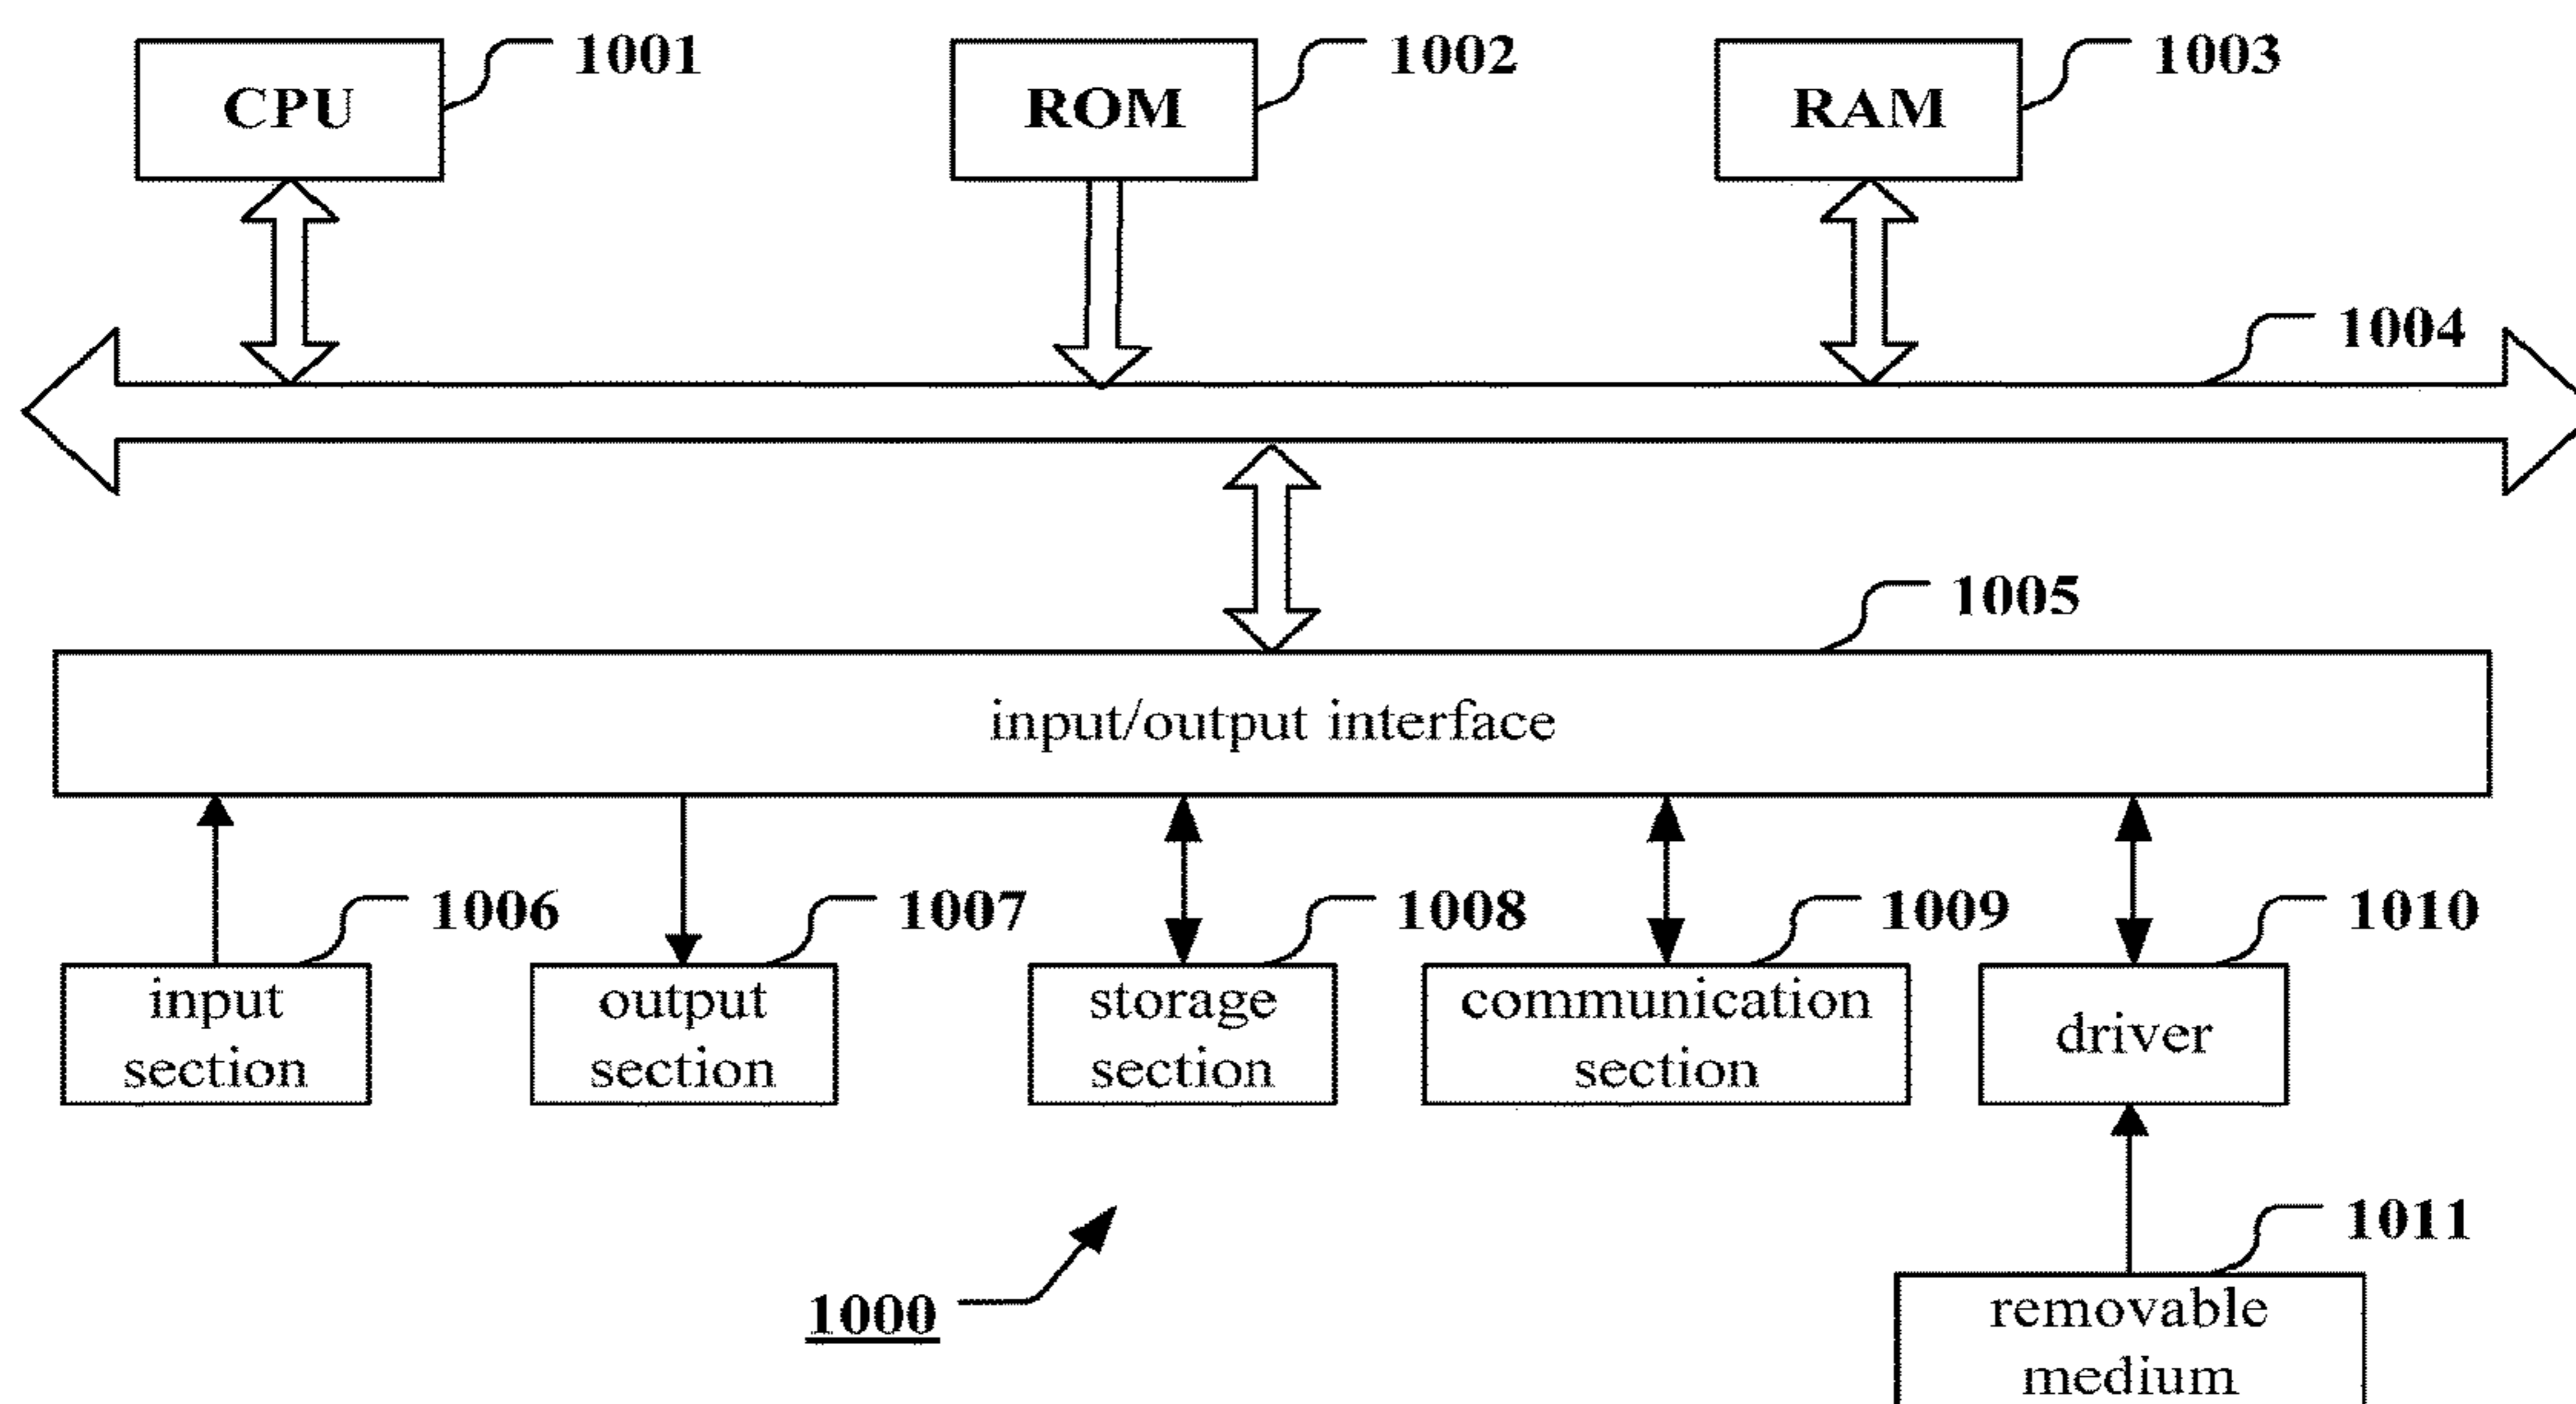 CPU
1001
ROM
1002
RAM
1003
1004
1005
input/output interface
1006
1007
1008
1009
1010
input
section
output
section
storage
section
communication
section
driver
1011
1000
removable
medium